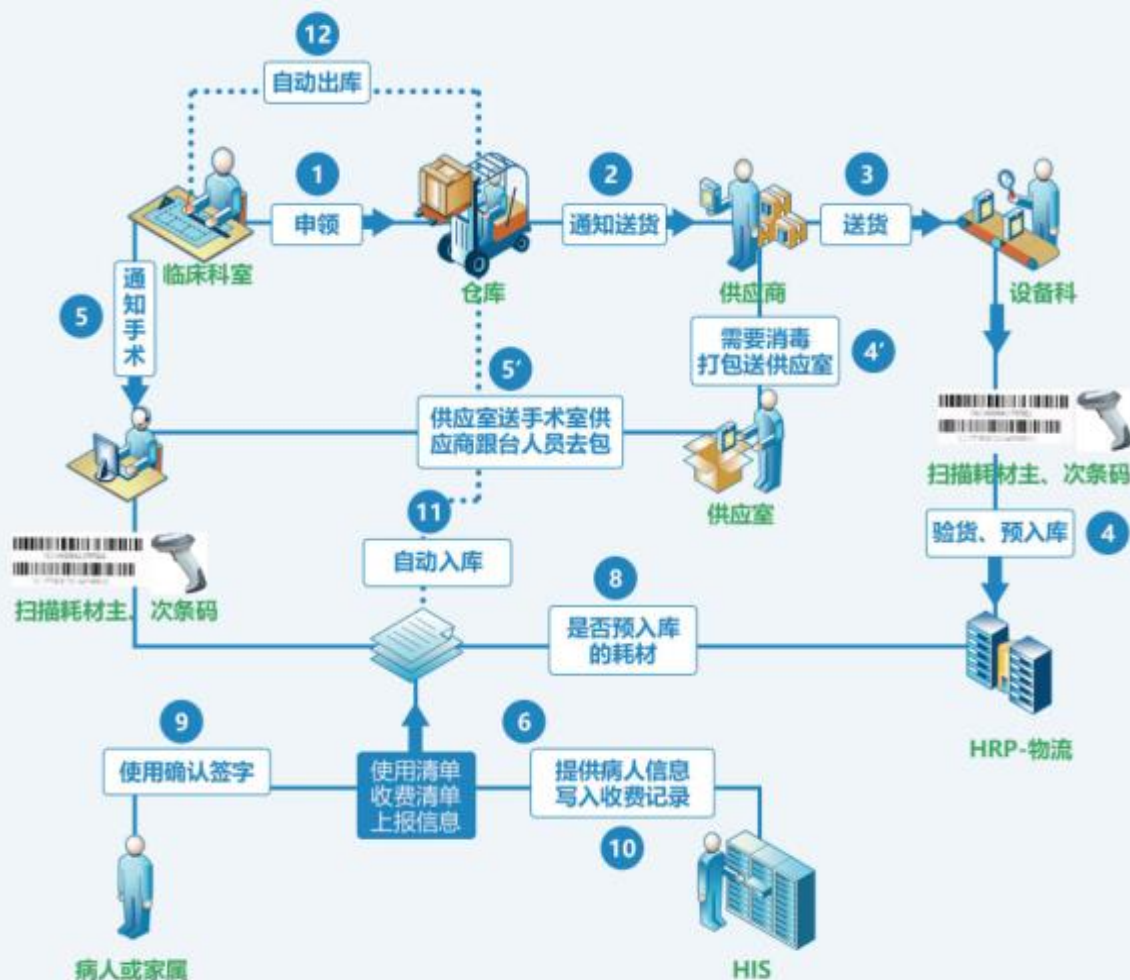 12
自动出库
1
申领
2
通知送货
3
送货
临床科室
仓库
供应商
设备科
5
通
知
手
术
需要消毒
打包送供应室
4'
5'
供应室送手术室供
应商跟台人员去包
供应室
扫描耗材主、次条码
验货、预入库
4
扫描耗材主、次条码
11
自动入库
8
是否预入库
的耗材
HRP-物流
9
使用确认签字
使用清单
收费清单
上报信息
6
提供病人信息
写入收费记录
10
病人或家属
HIS